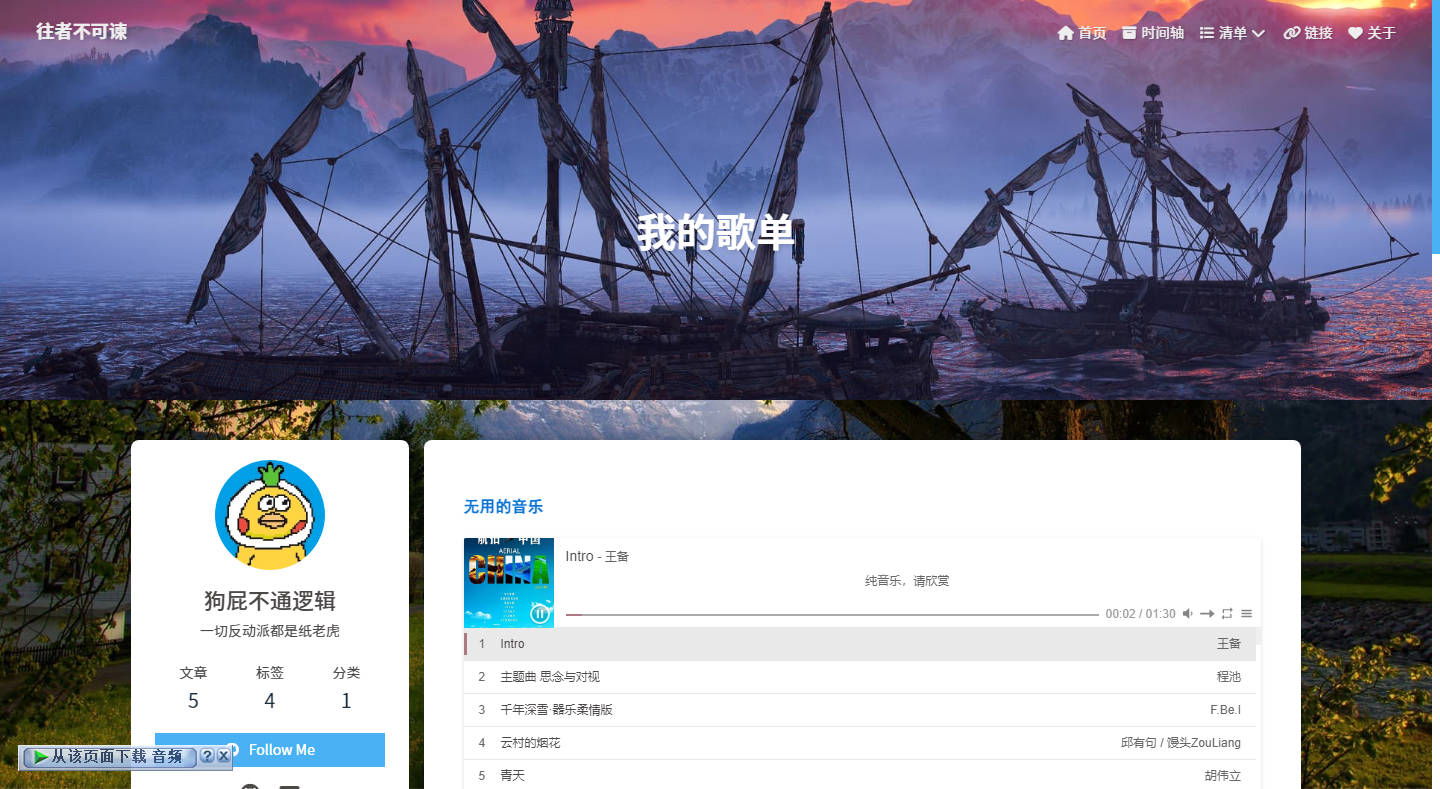 往者不可谏
首页 时间轴 清单 链接 关于
我的歌单
狗屁不通逻辑
一切反动派都是纸老虎
文章 标签 分类
5 4 1
Follow Me
从该页面下载 音频 ? X
无用的音乐
航拍 中国
AERIAL
CHINA
Intro - 王备
纯音乐，请欣赏
00:02 / 01:30
1 Intro 王备
2 主题曲 思念与对视 程池
3 千年深雪·器乐柔情版 F.Be.I
4 云村的烟花 邱有句 / 馒头ZouLiang
5 青天 胡伟立